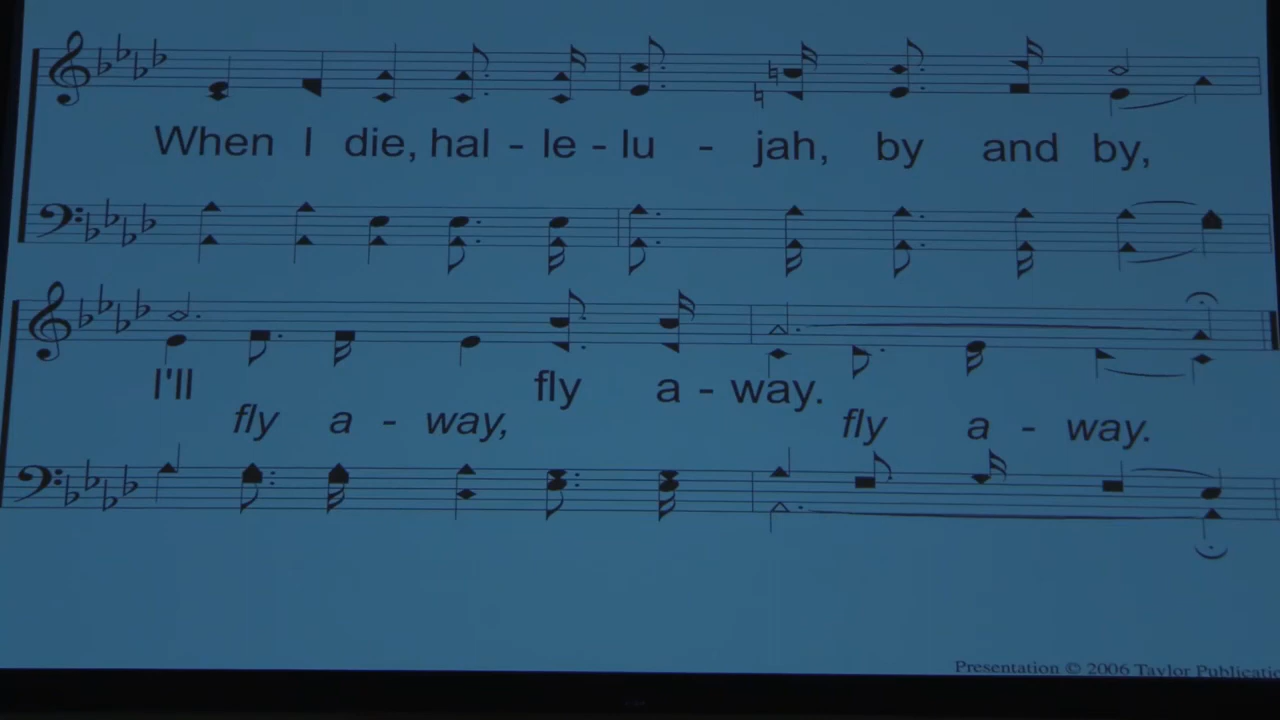 When I die, hal - le - lu - jah, by and by,
I'll fly a - way.
fly a - way, fly a - way.
Presentation © 2006 Taylor